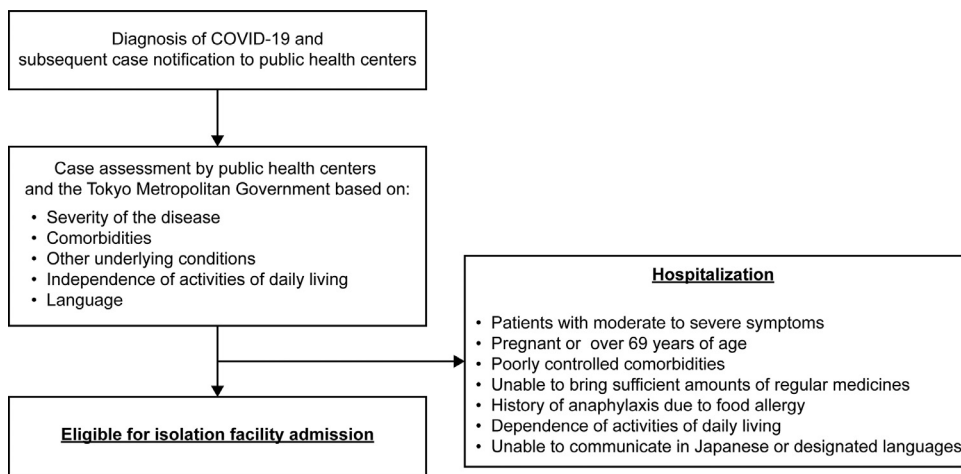 Diagnosis of COVID-19 and
subsequent case notification to public health centers
Case assessment by public health centers
and the Tokyo Metropolitan Government based on:
• Severity of the disease
• Comorbidities
• Other underlying conditions
• Independence of activities of daily living
• Language
Hospitalization
• Patients with moderate to severe symptoms
• Pregnant or over 69 years of age
• Poorly controlled comorbidities
• Unable to bring sufficient amounts of regular medicines
• History of anaphylaxis due to food allergy
• Dependence of activities of daily living
• Unable to communicate in Japanese or designated languages
Eligible for isolation facility admission